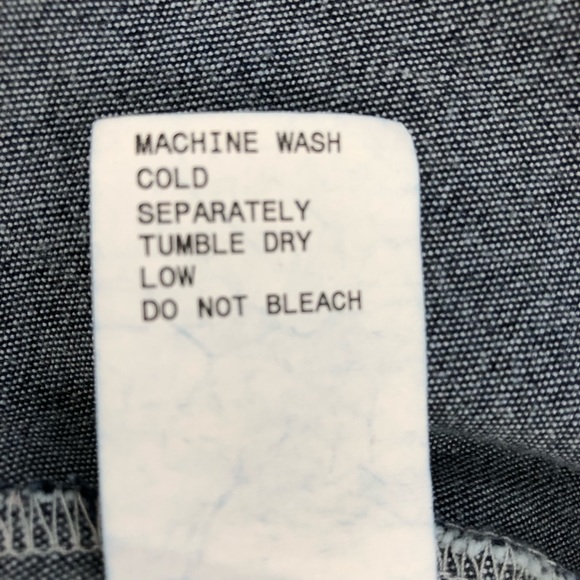 MACHINE WASH
COLD
SEPARATELY
TUMBLE DRY
LOW
DO NOT BLEACH